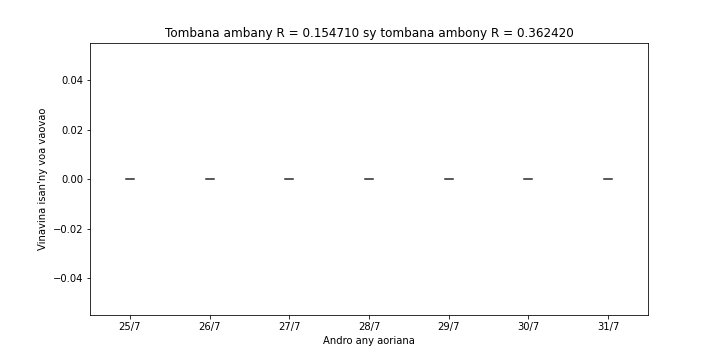 Tombana ambany R = 0.154710 sy tombana ambony R = 0.362420
Vinavina isan'ny voa vaovao
0.04
0.02
0.00
−0.02
−0.04
25/7 26/7 27/7 28/7 29/7 30/7 31/7
Andro any aoriana